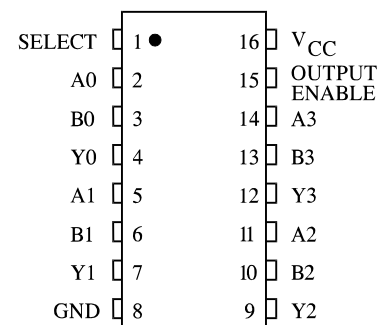 SELECT 1 16 VCC
A0 2 15 OUTPUT ENABLE
B0 3 14 A3
Y0 4 13 B3
A1 5 12 Y3
B1 6 11 A2
Y1 7 10 B2
GND 8 9 Y2